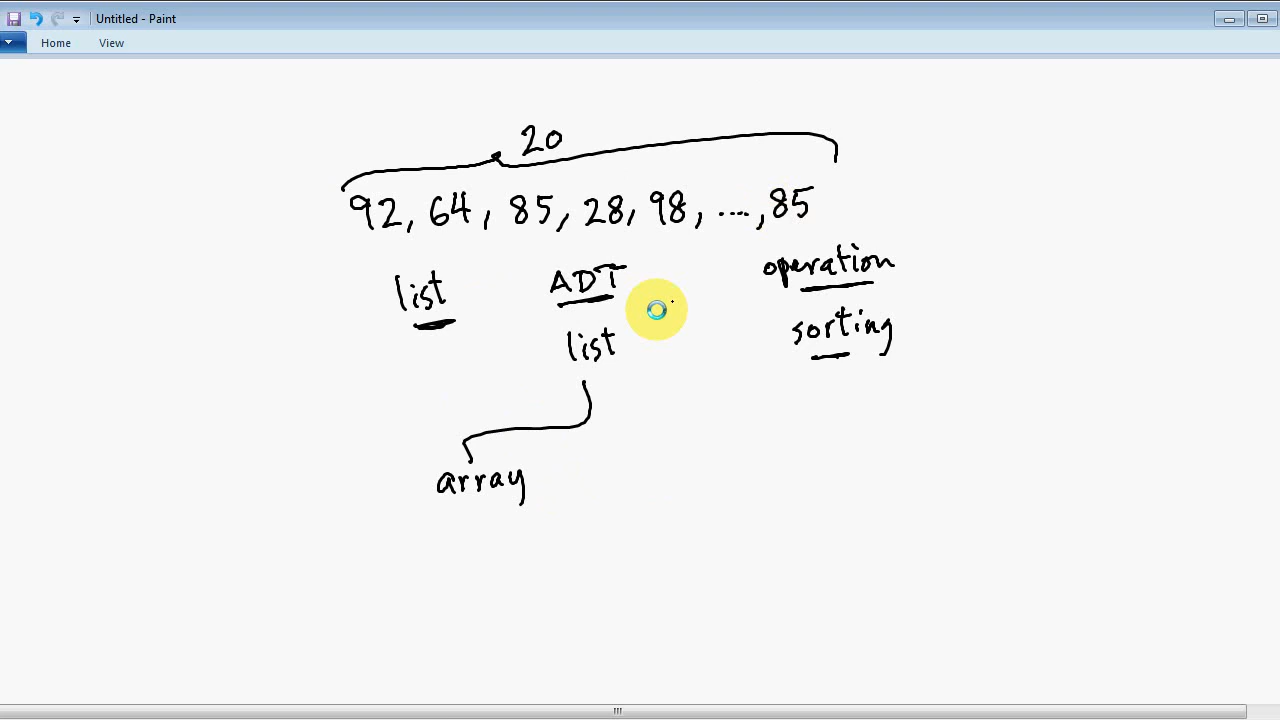 Untitled - Paint
Home View
20
92, 64, 85, 28, 98, ...., 85
list ADT operation
list sorting
array